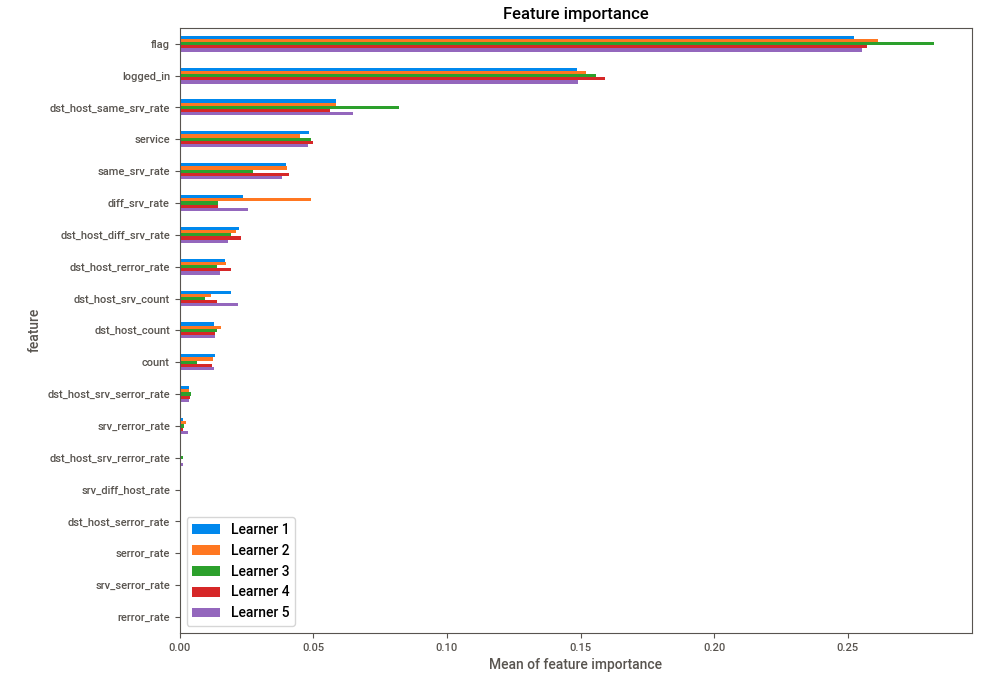 Feature importance
flag
logged_in
dst_host_same_srv_rate
service
same_srv_rate
diff_srv_rate
dst_host_diff_srv_rate
dst_host_rerror_rate
dst_host_srv_count
dst_host_count
count
dst_host_srv_serror_rate
srv_rerror_rate
dst_host_srv_rerror_rate
srv_diff_host_rate
dst_host_serror_rate
serror_rate
srv_serror_rate
rerror_rate
feature
Learner 1
Learner 2
Learner 3
Learner 4
Learner 5
0.00 0.05 0.10 0.15 0.20 0.25
Mean of feature importance